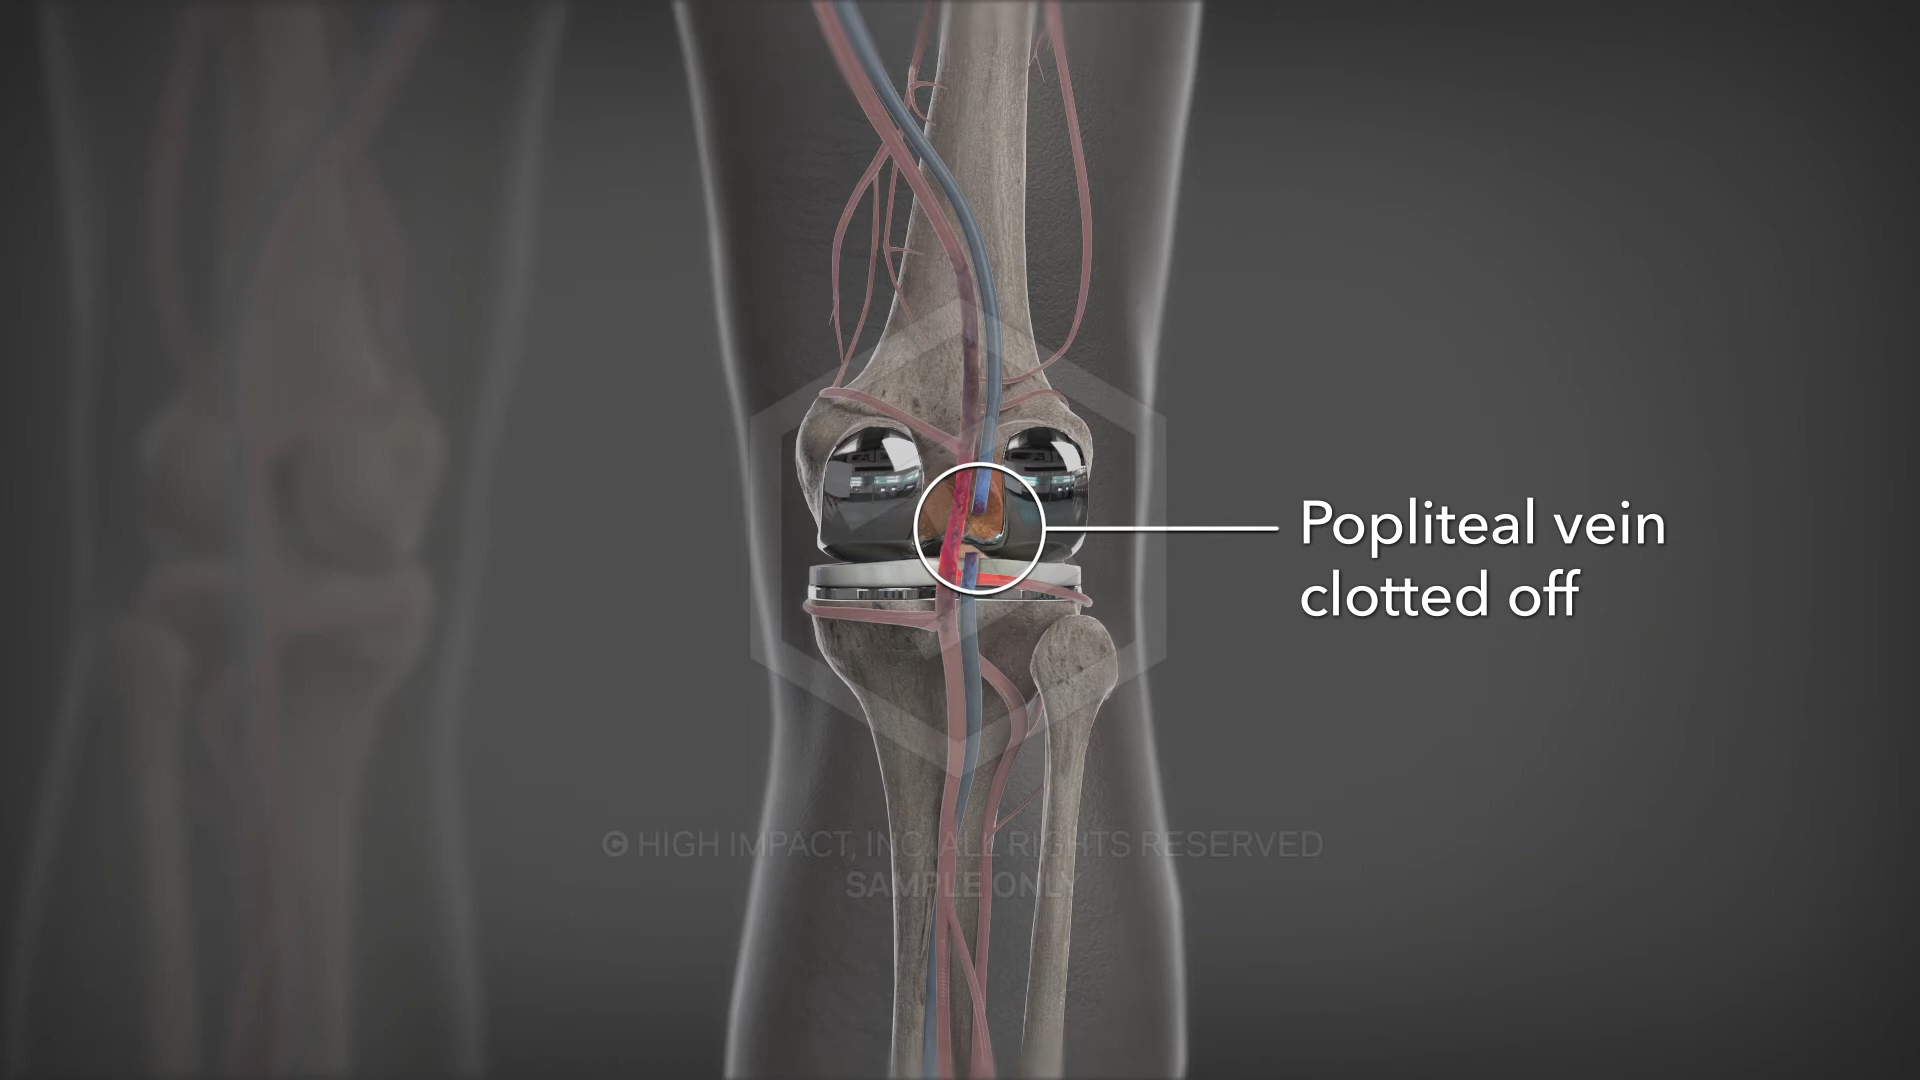 Popliteal vein
clotted off
© HIGH IMPACT, INC. ALL RIGHTS RESERVED
SAMPLE ONLY